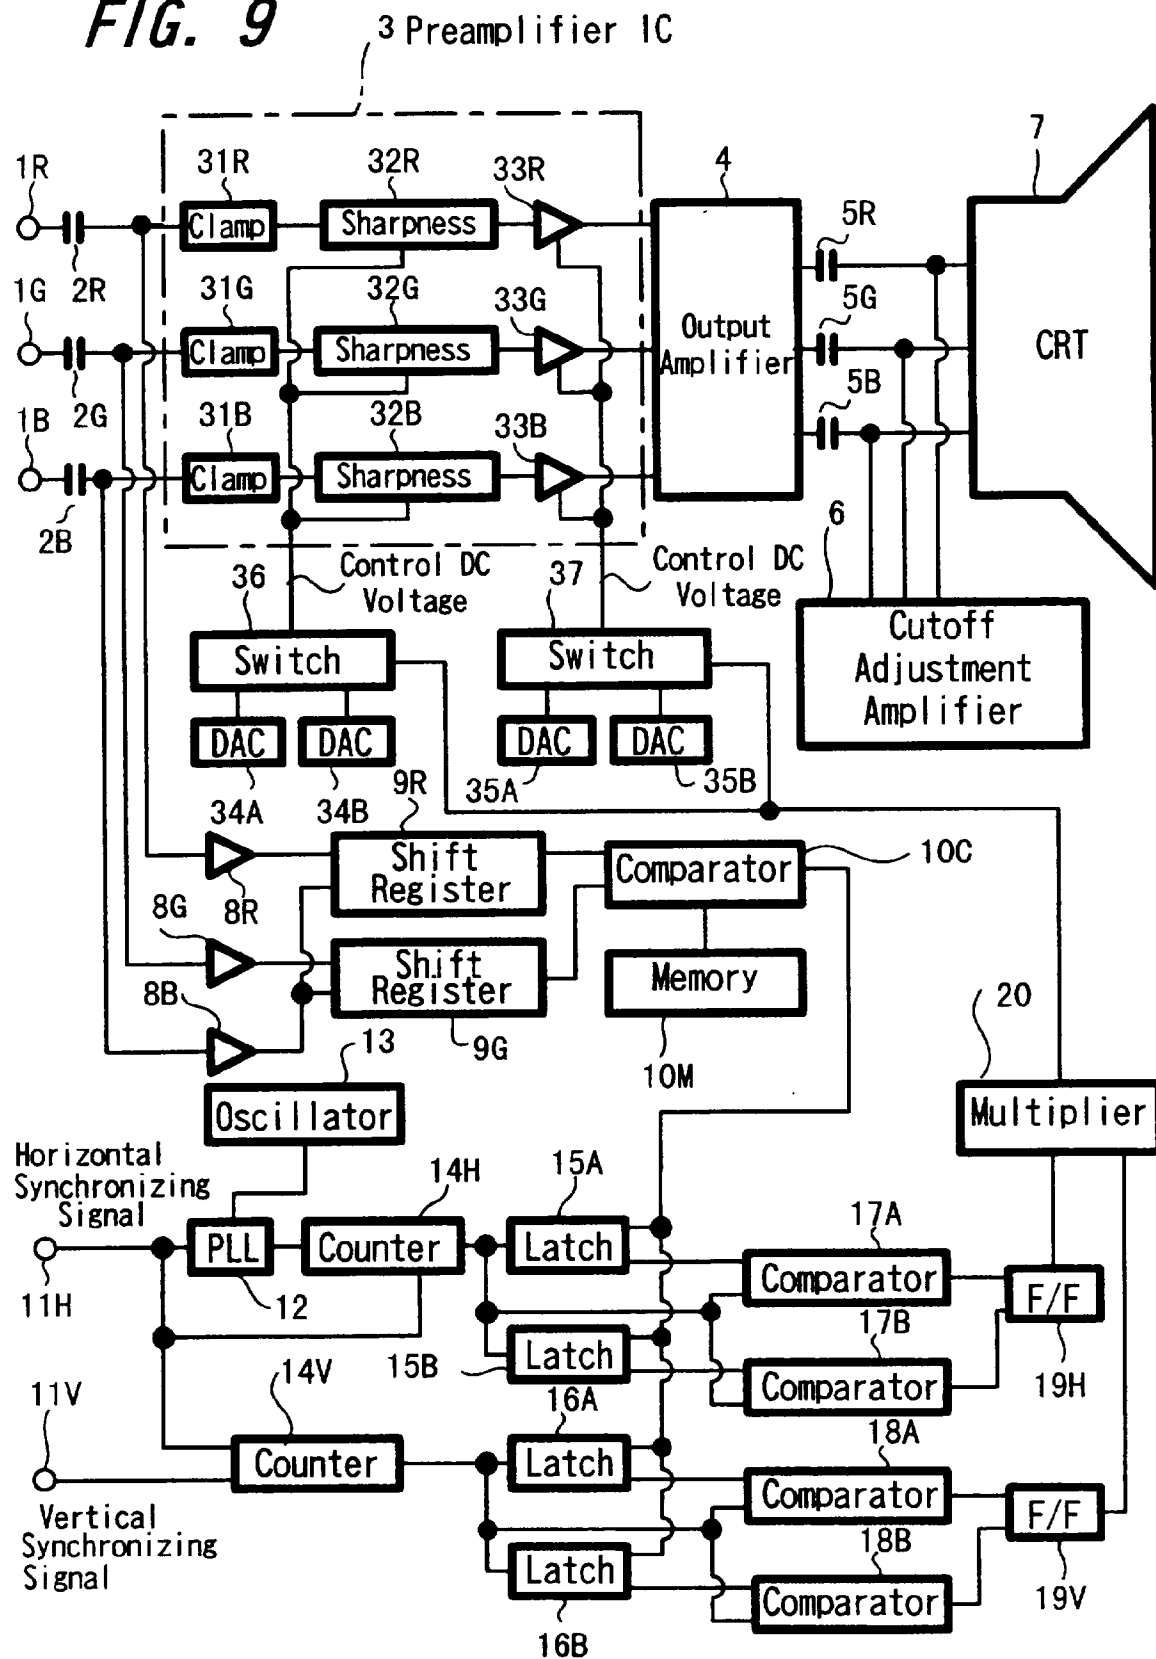 FIG. 9
3 Preamplifier IC
1R
31R
32R
33R
4
7
Clamp
Sharpness
5R
2R
1G
31G
32G
33G
5G
Clamp
Sharpness
Output
Amplifier
CRT
2G
1B
31B
32B
33B
5B
Clamp
Sharpness
2B
6
36
Control DC
Voltage
37
Control DC
Voltage
Switch
Switch
Cutoff
Adjustment
Amplifier
DAC
DAC
DAC
DAC
34A
34B
9R
35A
35B
Shift
Register
Comparator
10C
8G
8R
Shift
Register
Memory
8B
13
9G
10M
20
Oscillator
Multiplier
Horizontal
Synchronizing
Signal
14H
15A
17A
PLL
Counter
Latch
Comparator
11H
12
17B
F/F
Latch
15B
Comparator
19H
11V
14V
16A
18A
Counter
Latch
Comparator
F/F
Vertical
Synchronizing
Signal
18B
Latch
Comparator
19V
16B